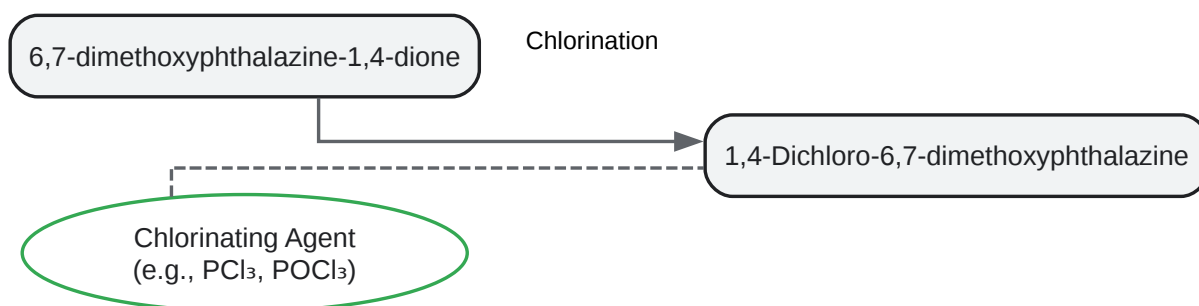 6,7-dimethoxyphthalazine-1,4-dione
Chlorination
1,4-Dichloro-6,7-dimethoxyphthalazine
Chlorinating Agent
(e.g., PCl₃, POCl₃)